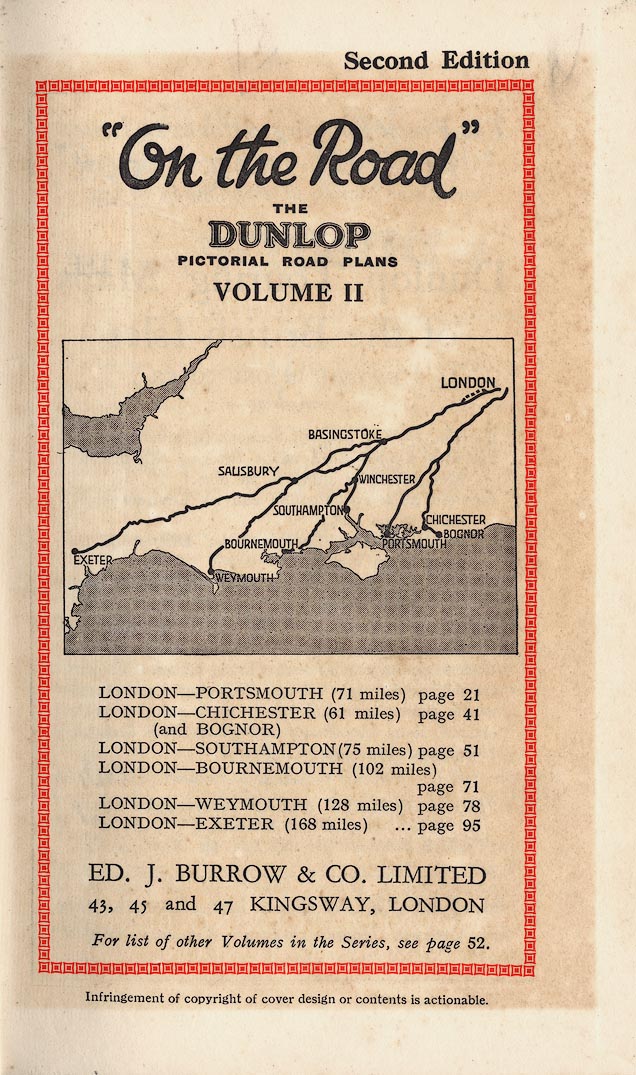 Second Edition
"On the Road"
THE
DUNLOP
PICTORIAL ROAD PLANS
VOLUME II
LONDON
BASINGSTOKE
SALISBURY
WINCHESTER
SOUTHAMPTON
CHICHESTER
BOGNOR
BOURNEMOUTH
PORTSMOUTH
EXETER
WEYMOUTH
LONDON—PORTSMOUTH (71 miles) page 21
LONDON—CHICHESTER (61 miles) page 41
(and BOGNOR)
LONDON—SOUTHAMPTON (75 miles) page 51
LONDON—BOURNEMOUTH (102 miles)
page 71
LONDON—WEYMOUTH (128 miles) page 78
LONDON—EXETER (168 miles) ... page 95
ED. J. BURROW & CO. LIMITED
43, 45 and 47 KINGSWAY, LONDON
For list of other Volumes in the Series, see page 52.
Infringement of copyright of cover design or contents is actionable.